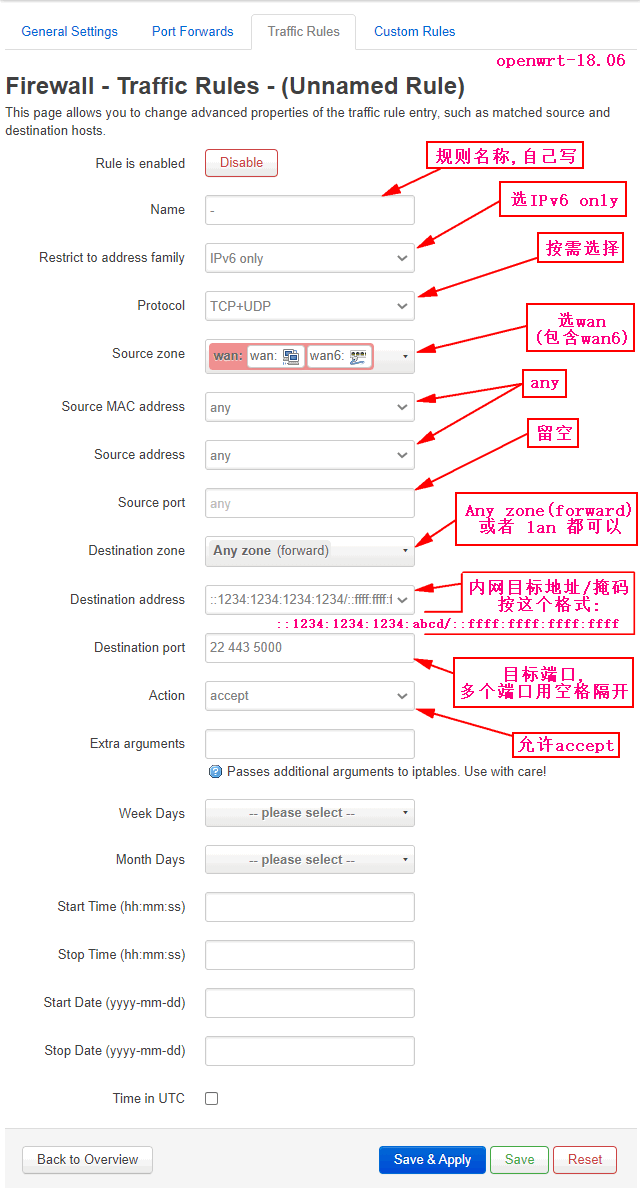 General Settings
Port Forwards
Traffic Rules
Custom Rules
openwrt-18.06
Firewall - Traffic Rules - (Unnamed Rule)
This page allows you to change advanced properties of the traffic rule entry, such as matched source and
destination hosts.
Rule is enabled
Disable
规则名称,自己写
Name
-
选IPv6 only
Restrict to address family
IPv6 only
按需选择
Protocol
TCP+UDP
选wan
(包含wan6)
Source zone
wan: wan: wan6:
any
Source MAC address
any
Source address
any
留空
Source port
any
Any zone(forward)
或者 lan 都可以
Destination zone
Any zone (forward)
内网目标地址/掩码
按这个格式:
::1234:1234:1234:abcd/::ffff:ffff:ffff:ffff
Destination address
::1234:1234:1234:1234/::ffff:ffff:f
Destination port
22 443 5000
目标端口,
多个端口用空格隔开
Action
accept
允许accept
Extra arguments
Passes additional arguments to iptables. Use with care!
Week Days
-- please select --
Month Days
-- please select --
Start Time (hh:mm:ss)
Stop Time (hh:mm:ss)
Start Date (yyyy-mm-dd)
Stop Date (yyyy-mm-dd)
Time in UTC
Back to Overview
Save & Apply
Save
Reset